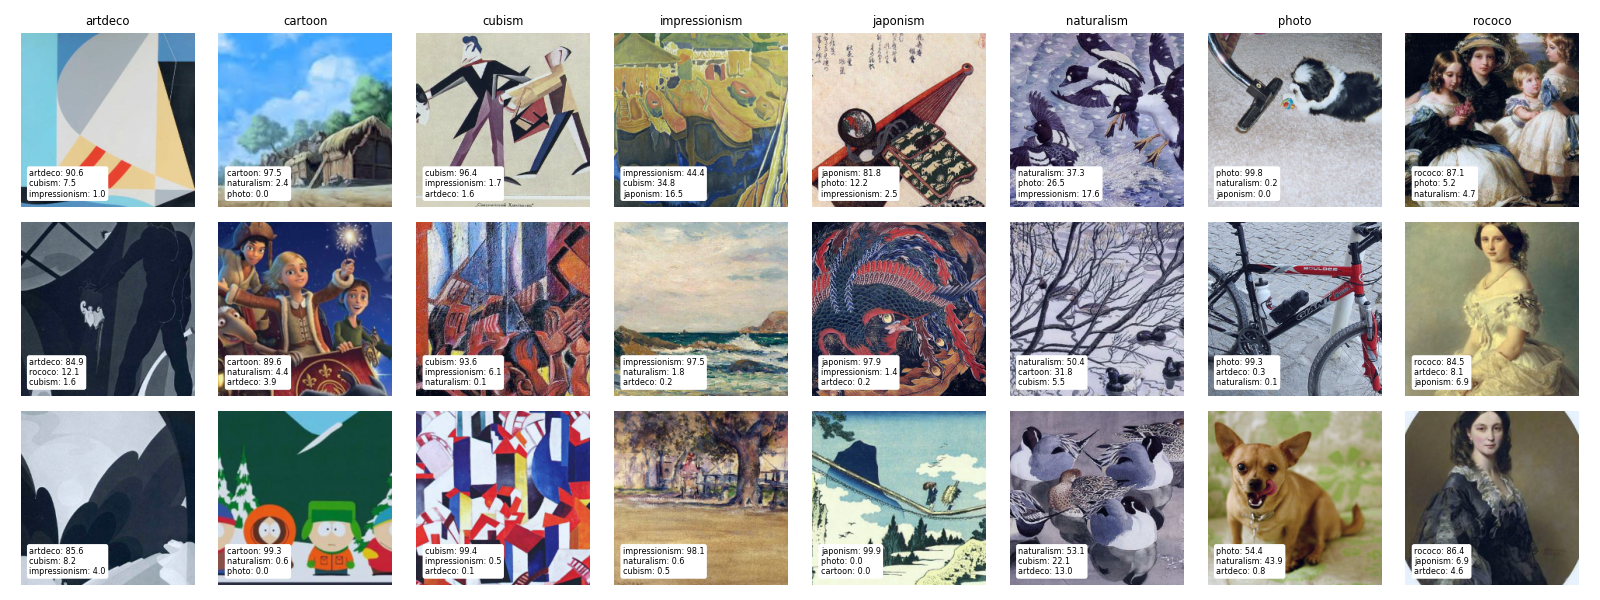 artdeco cartoon cubism impressionism japonism naturalism photo rococo
artdeco: 90.6
cubism: 7.5
impressionism: 1.0
cartoon: 97.5
naturalism: 2.4
photo: 0.0
cubism: 96.4
impressionism: 1.7
artdeco: 1.6
impressionism: 44.4
cubism: 34.8
japonism: 16.5
japonism: 81.8
photo: 12.2
impressionism: 2.5
naturalism: 37.3
photo: 26.5
impressionism: 17.6
photo: 99.8
naturalism: 0.2
japonism: 0.0
rococo: 87.1
photo: 5.2
naturalism: 4.7
artdeco: 84.9
rococo: 12.1
cubism: 1.6
cartoon: 89.6
naturalism: 4.4
artdeco: 3.9
cubism: 93.6
impressionism: 6.1
naturalism: 0.1
impressionism: 97.5
naturalism: 1.8
artdeco: 0.2
japonism: 97.9
impressionism: 1.4
artdeco: 0.2
naturalism: 50.4
cartoon: 31.8
cubism: 5.5
BOULDER
GIANT
photo: 99.3
artdeco: 0.3
naturalism: 0.1
rococo: 84.5
artdeco: 8.1
japonism: 6.9
artdeco: 85.6
cubism: 8.2
impressionism: 4.0
cartoon: 99.3
naturalism: 0.6
photo: 0.0
cubism: 99.4
impressionism: 0.5
artdeco: 0.1
impressionism: 98.1
naturalism: 0.6
cubism: 0.5
japonism: 99.9
photo: 0.0
cartoon: 0.0
naturalism: 53.1
cubism: 22.1
artdeco: 13.0
photo: 54.4
naturalism: 43.9
artdeco: 0.8
rococo: 86.4
japonism: 6.9
artdeco: 4.6